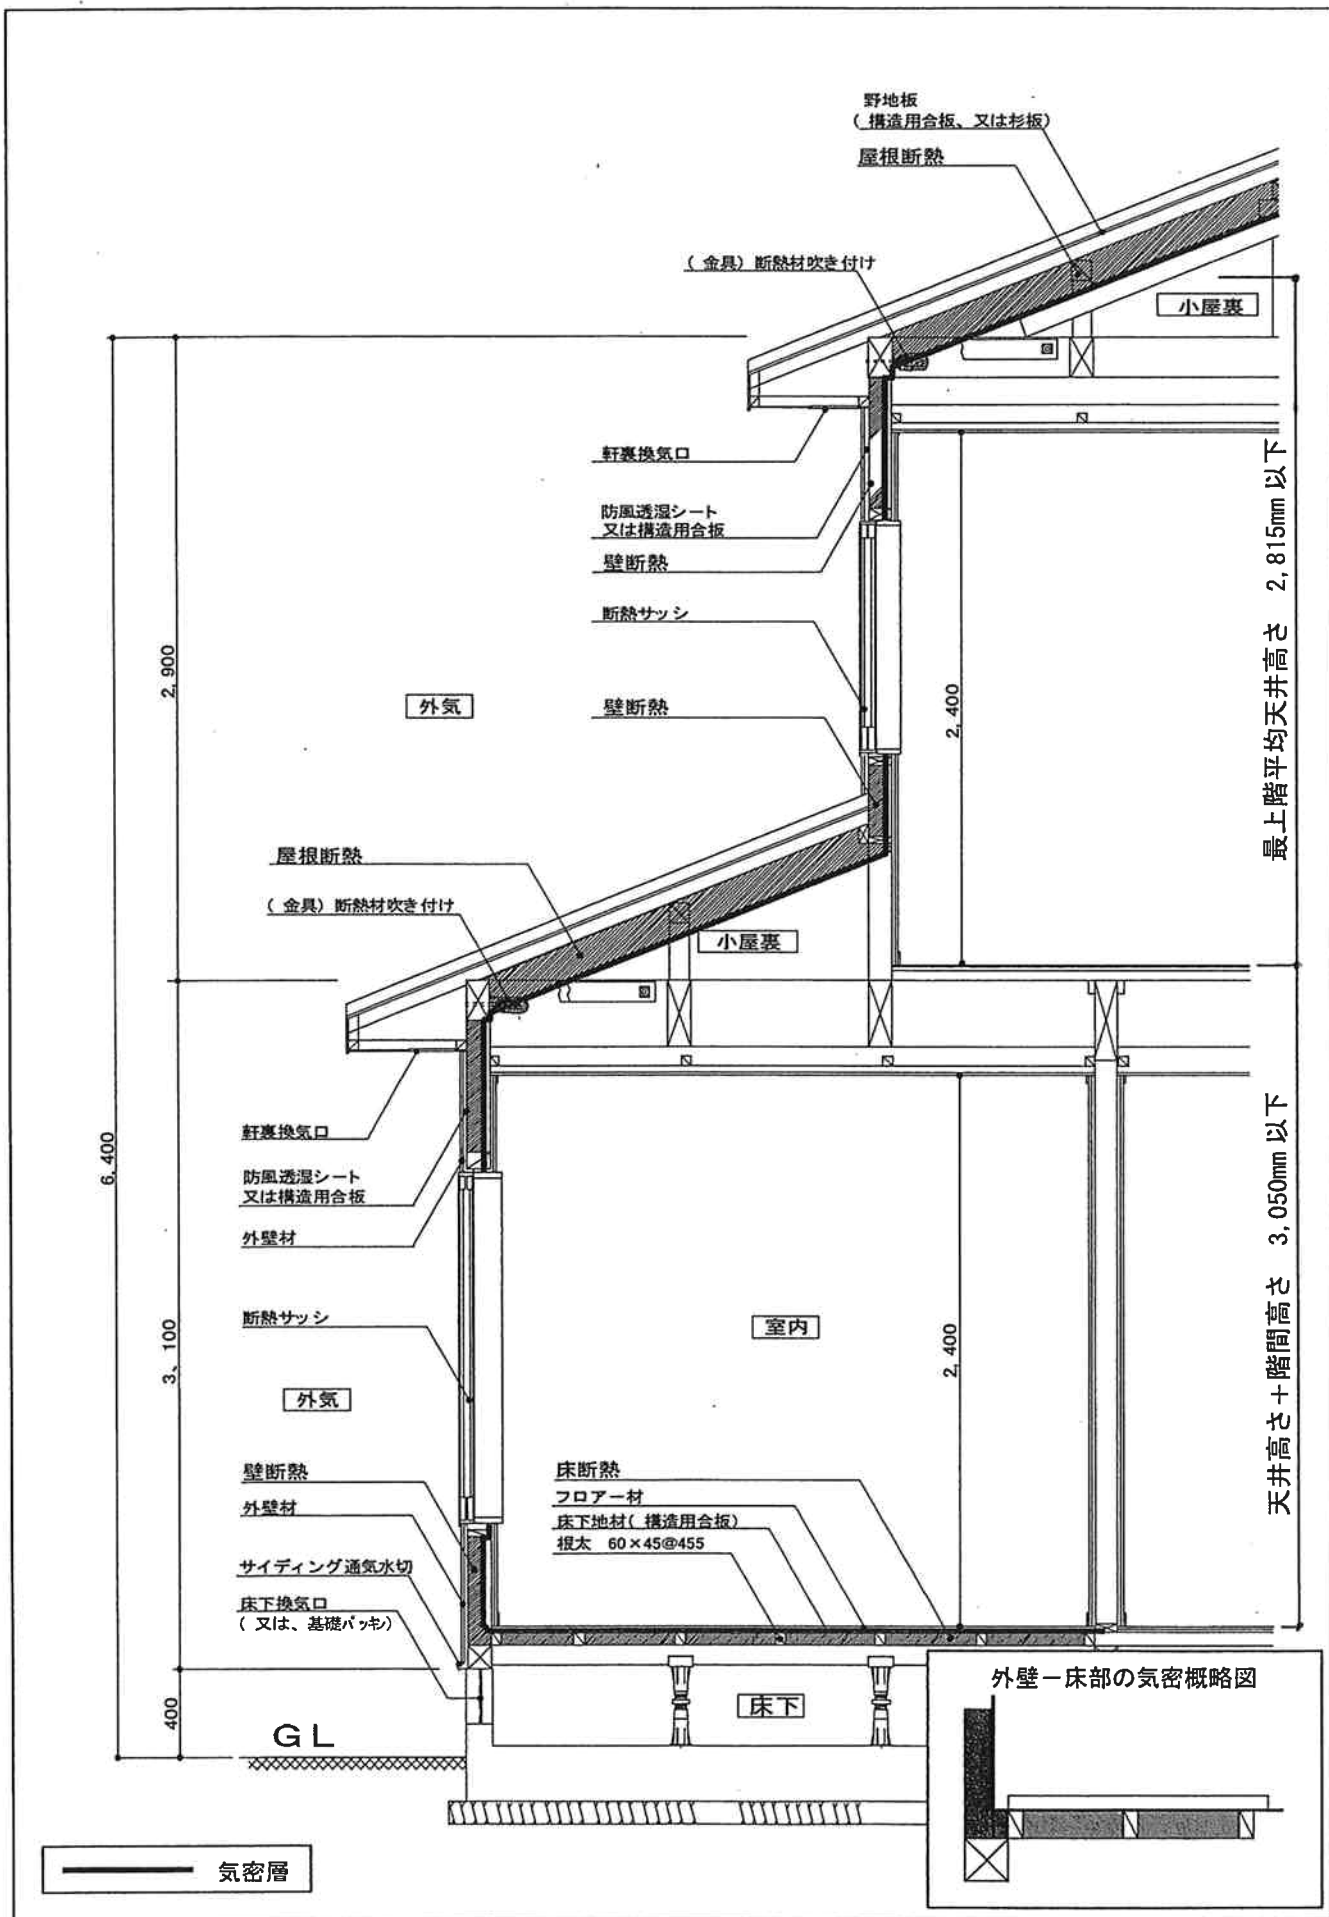 野地板
( 構造用合板、又は杉板)
屋根断熱
( 金具) 断熱材吹き付け
小屋裏
軒裏換気口
防風透湿シート
又は構造用合板
壁断熱
断熱サッシ
壁断熱
外気
2,900
2,400
最上階平均天井高さ 2,815mm以下
屋根断熱
( 金具) 断熱材吹き付け
小屋裏
6,400
軒裏換気口
防風透湿シート
又は構造用合板
外壁材
断熱サッシ
3、100
外気
室内
2,400
天井高さ＋階間高さ 3,050mm以下
壁断熱
外壁材
サイディング通気水切
床下換気口
( 又は、基礎パッキン)
床断熱
フロアー材
床下地材( 構造用合板)
根太 60×45@455
400
GL
床下
外壁－床部の気密概略図
気密層